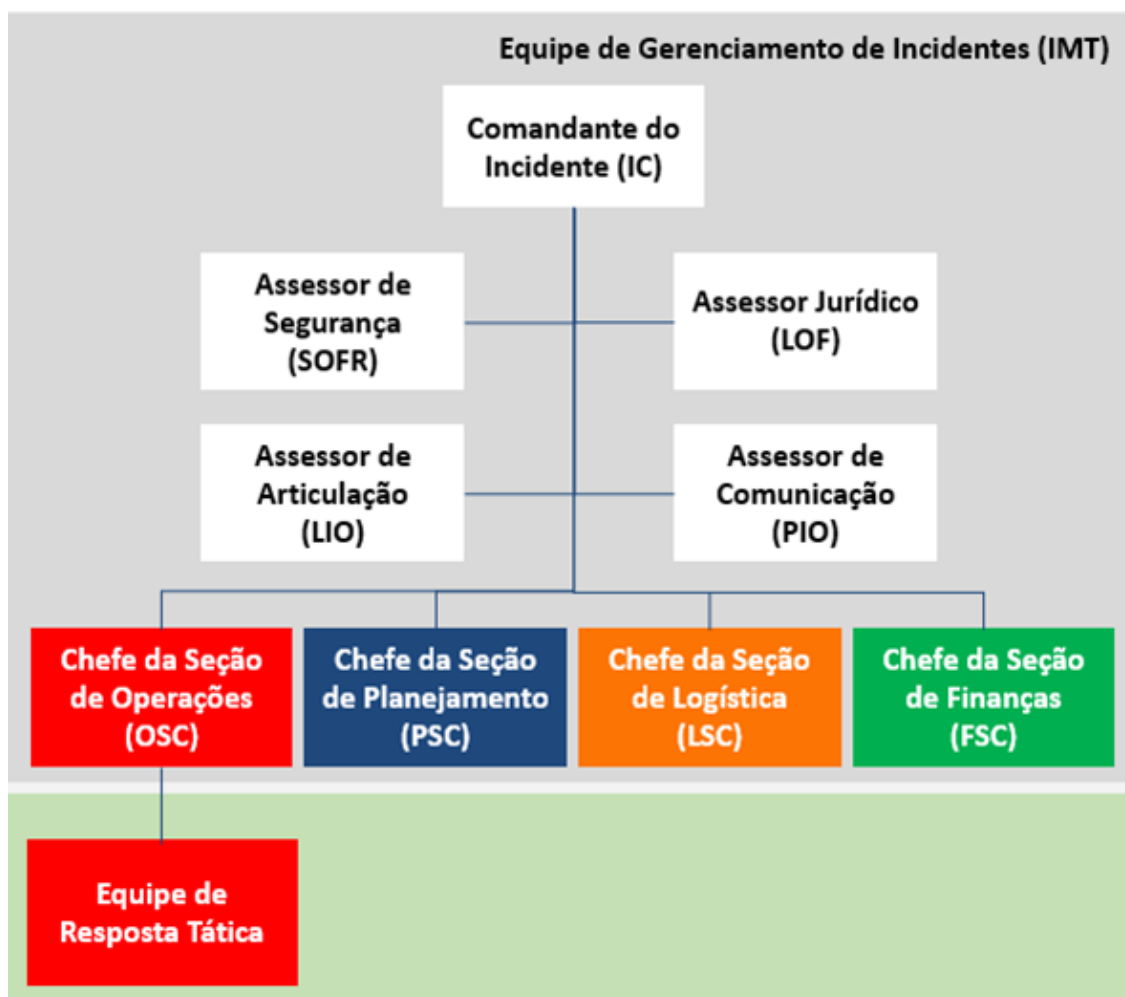 Equipe de Gerenciamento de Incidentes (IMT)
Comandante do
Incidente (IC)
Assessor de
Segurança
(SOFR)
Assessor Jurídico
(LOF)
Assessor de
Articulação
(LIO)
Assessor de
Comunicação
(PIO)
Chefe da Seção
de Operações
(OSC)
Chefe da Seção
de Planejamento
(PSC)
Chefe da Seção
de Logística
(LSC)
Chefe da Seção
de Finanças
(FSC)
Equipe de
Resposta Tática